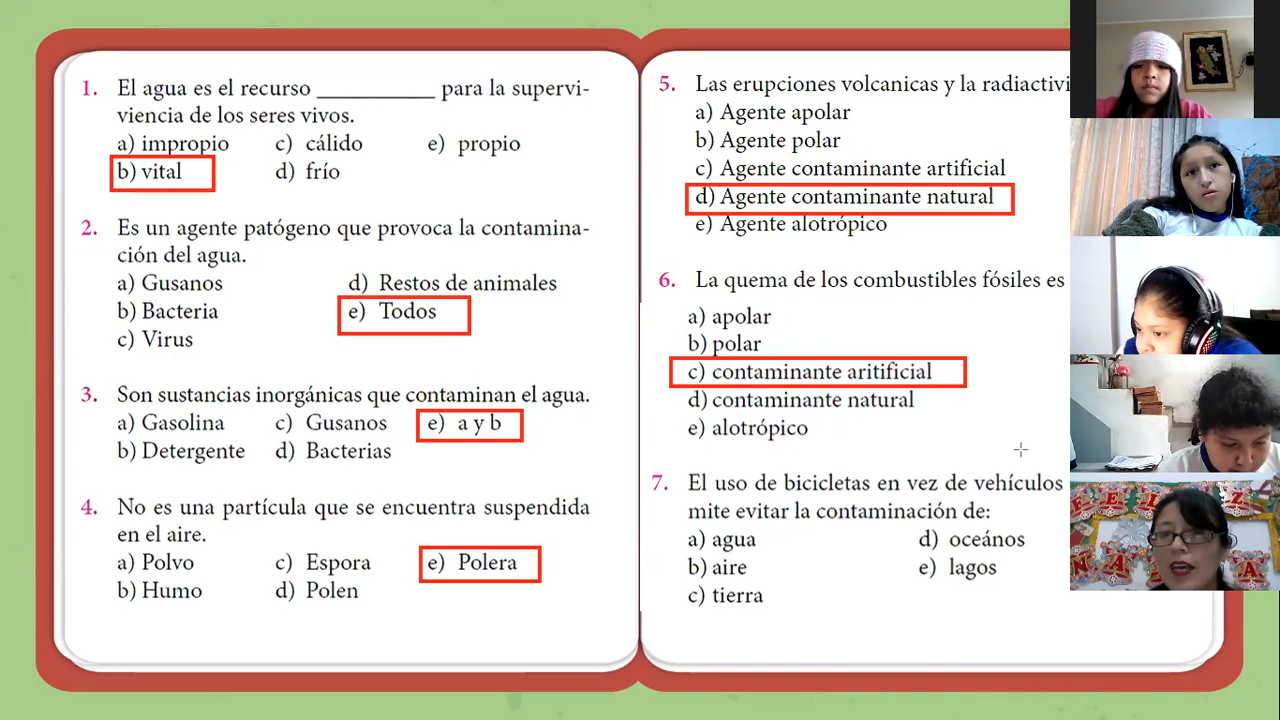 1. El agua es el recurso __________ para la supervi-
viencia de los seres vivos.
a) impropio c) cálido e) propio
b) vital d) frío
2. Es un agente patógeno que provoca la contamina-
ción del agua.
a) Gusanos d) Restos de animales
b) Bacteria e) Todos
c) Virus
3. Son sustancias inorgánicas que contaminan el agua.
a) Gasolina c) Gusanos e) a y b
b) Detergente d) Bacterias
4. No es una partícula que se encuentra suspendida
en el aire.
a) Polvo c) Espora e) Polera
b) Humo d) Polen
5. Las erupciones volcanicas y la radiactivi
a) Agente apolar
b) Agente polar
c) Agente contaminante artificial
d) Agente contaminante natural
e) Agente alotrópico
6. La quema de los combustibles fósiles es
a) apolar
b) polar
c) contaminante aritificial
d) contaminante natural
e) alotrópico
7. El uso de bicicletas en vez de vehículos
mite evitar la contaminación de:
a) agua d) oceános
b) aire e) lagos
c) tierra